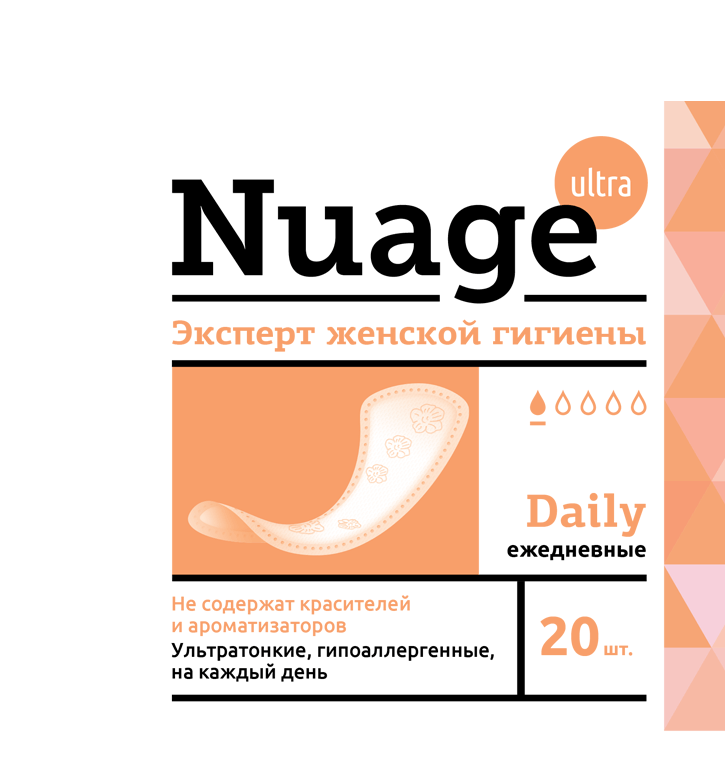 ultra
Nuage
Эксперт женской гигиены
Daily
ежедневные
Не содержат красителей
и ароматизаторов
Ультратонкие, гипоаллергенные,
на каждый день
20 шт.